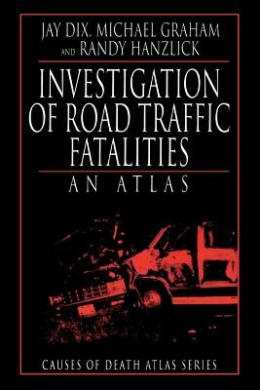 JAY DIX, MICHAEL GRAHAM
AND RANDY HANZLICK
INVESTIGATION
OF ROAD TRAFFIC
FATALITIES
AN ATLAS
CAUSES OF DEATH ATLAS SERIES